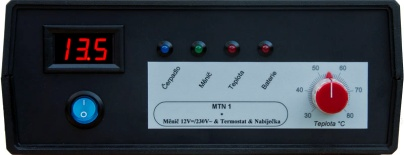 13.5
Čerpadlo
Měnič
Teplota
Baterie
50 60
40 70
30 80
Teplota °C
MTN 1
+
Měnič 12V=/230V~ & Termostat & Nabíječka